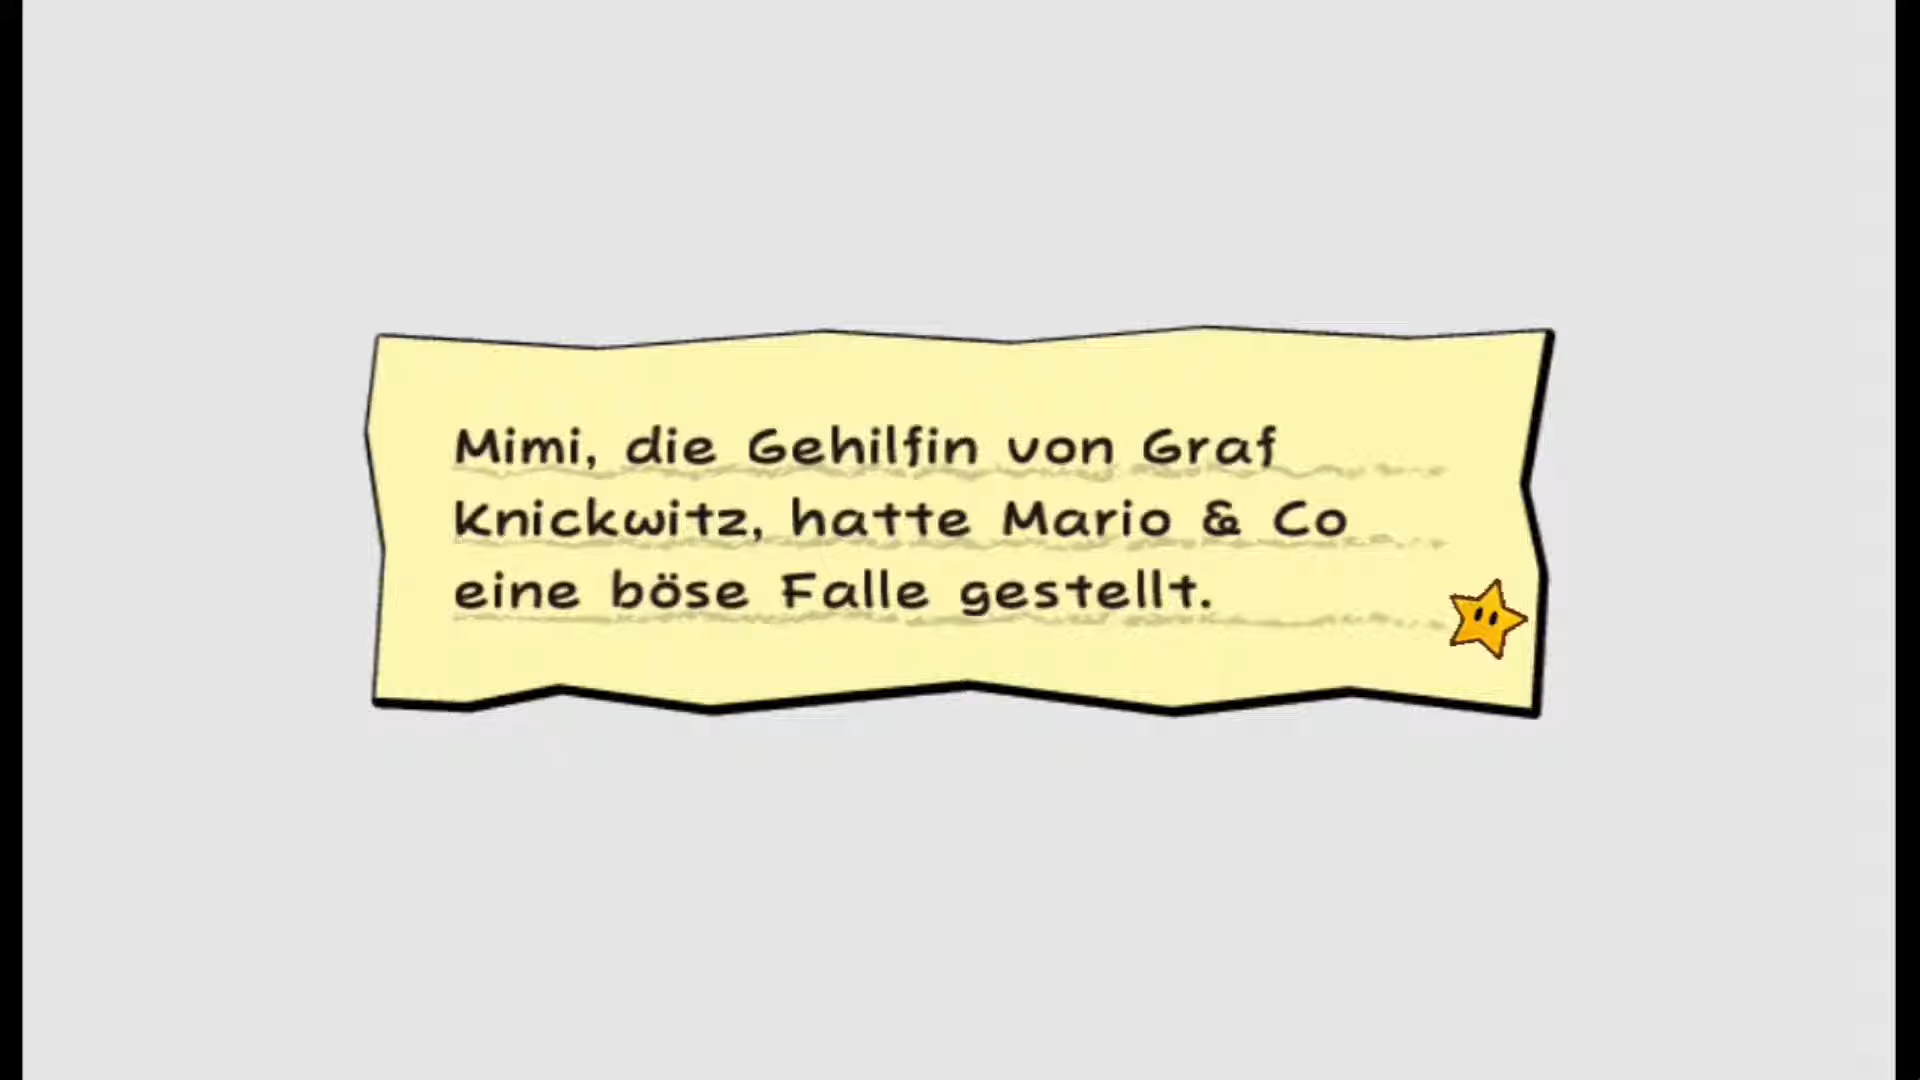 Mimi, die Gehilfin von Graf
Knickwitz, hatte Mario & Co
eine böse Falle gestellt.